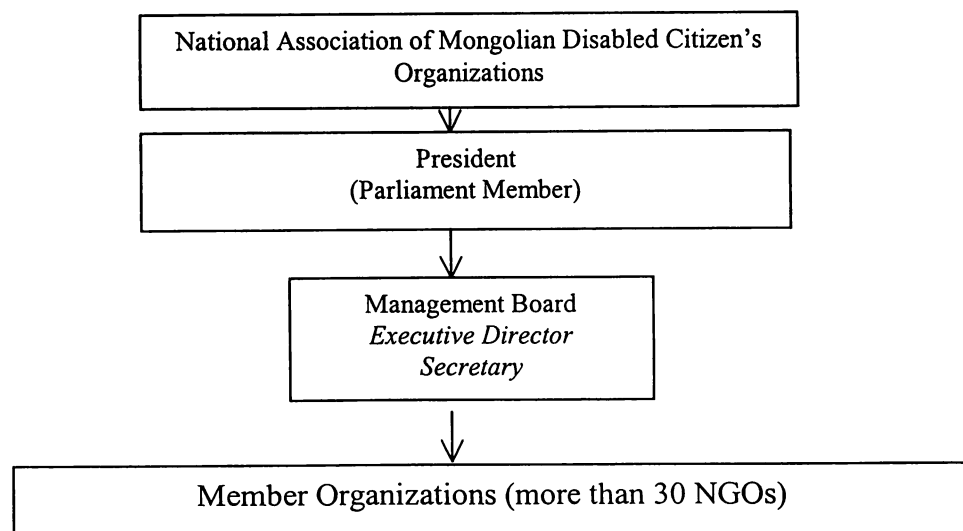 National Association of Mongolian Disabled Citizen's
Organizations
President
(Parliament Member)
Management Board
Executive Director
Secretary
Member Organizations (more than 30 NGOs)